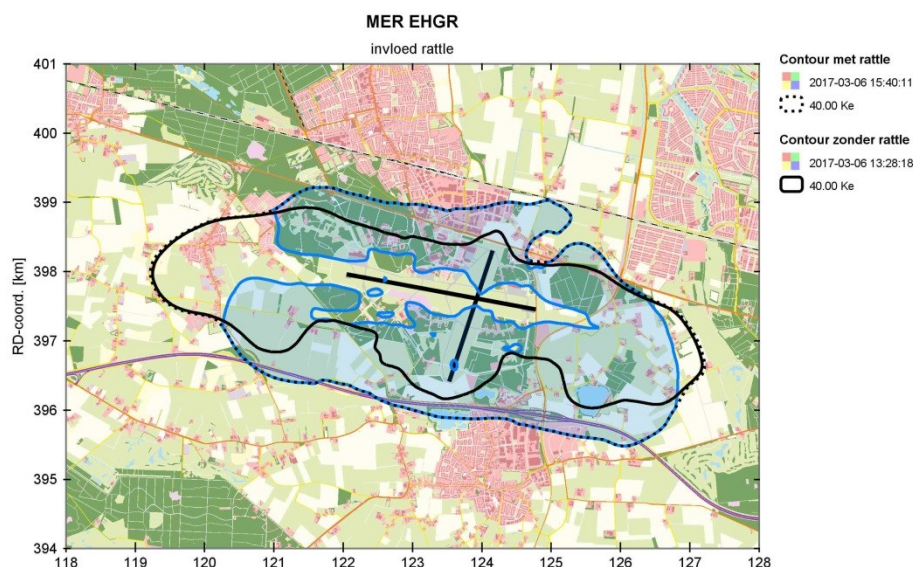 MER EHGR
invloed rattle
Contour met rattle
2017-03-06 15:40:11
40.00 Ke
Contour zonder rattle
2017-03-06 13:28:18
40.00 Ke
RD-coord. [km]
401
400
399
398
397
396
395
394
118 119 120 121 122 123 124 125 126 127 128